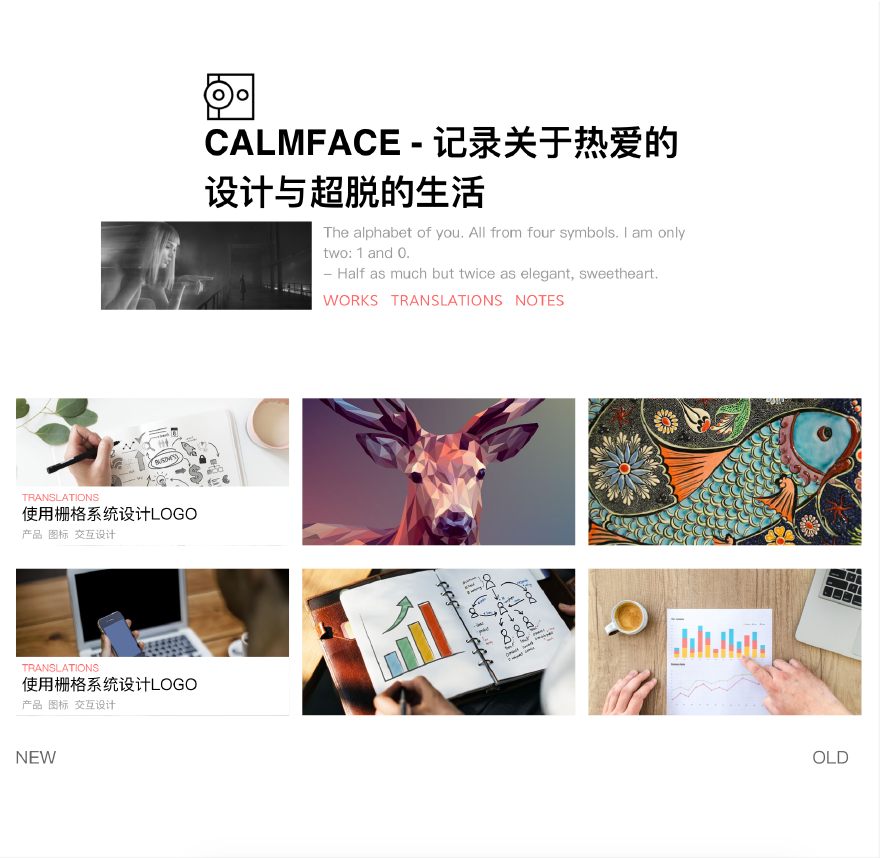 CALMFACE - 记录关于热爱的
设计与超脱的生活
The alphabet of you. All from four symbols. I am only
two: 1 and 0.
– Half as much but twice as elegant, sweetheart.
WORKS TRANSLATIONS NOTES
BUSINESS
TRANSLATIONS
使用栅格系统设计LOGO
产品 图标 交互设计
TRANSLATIONS
使用栅格系统设计LOGO
产品 图标 交互设计
NEW
OLD